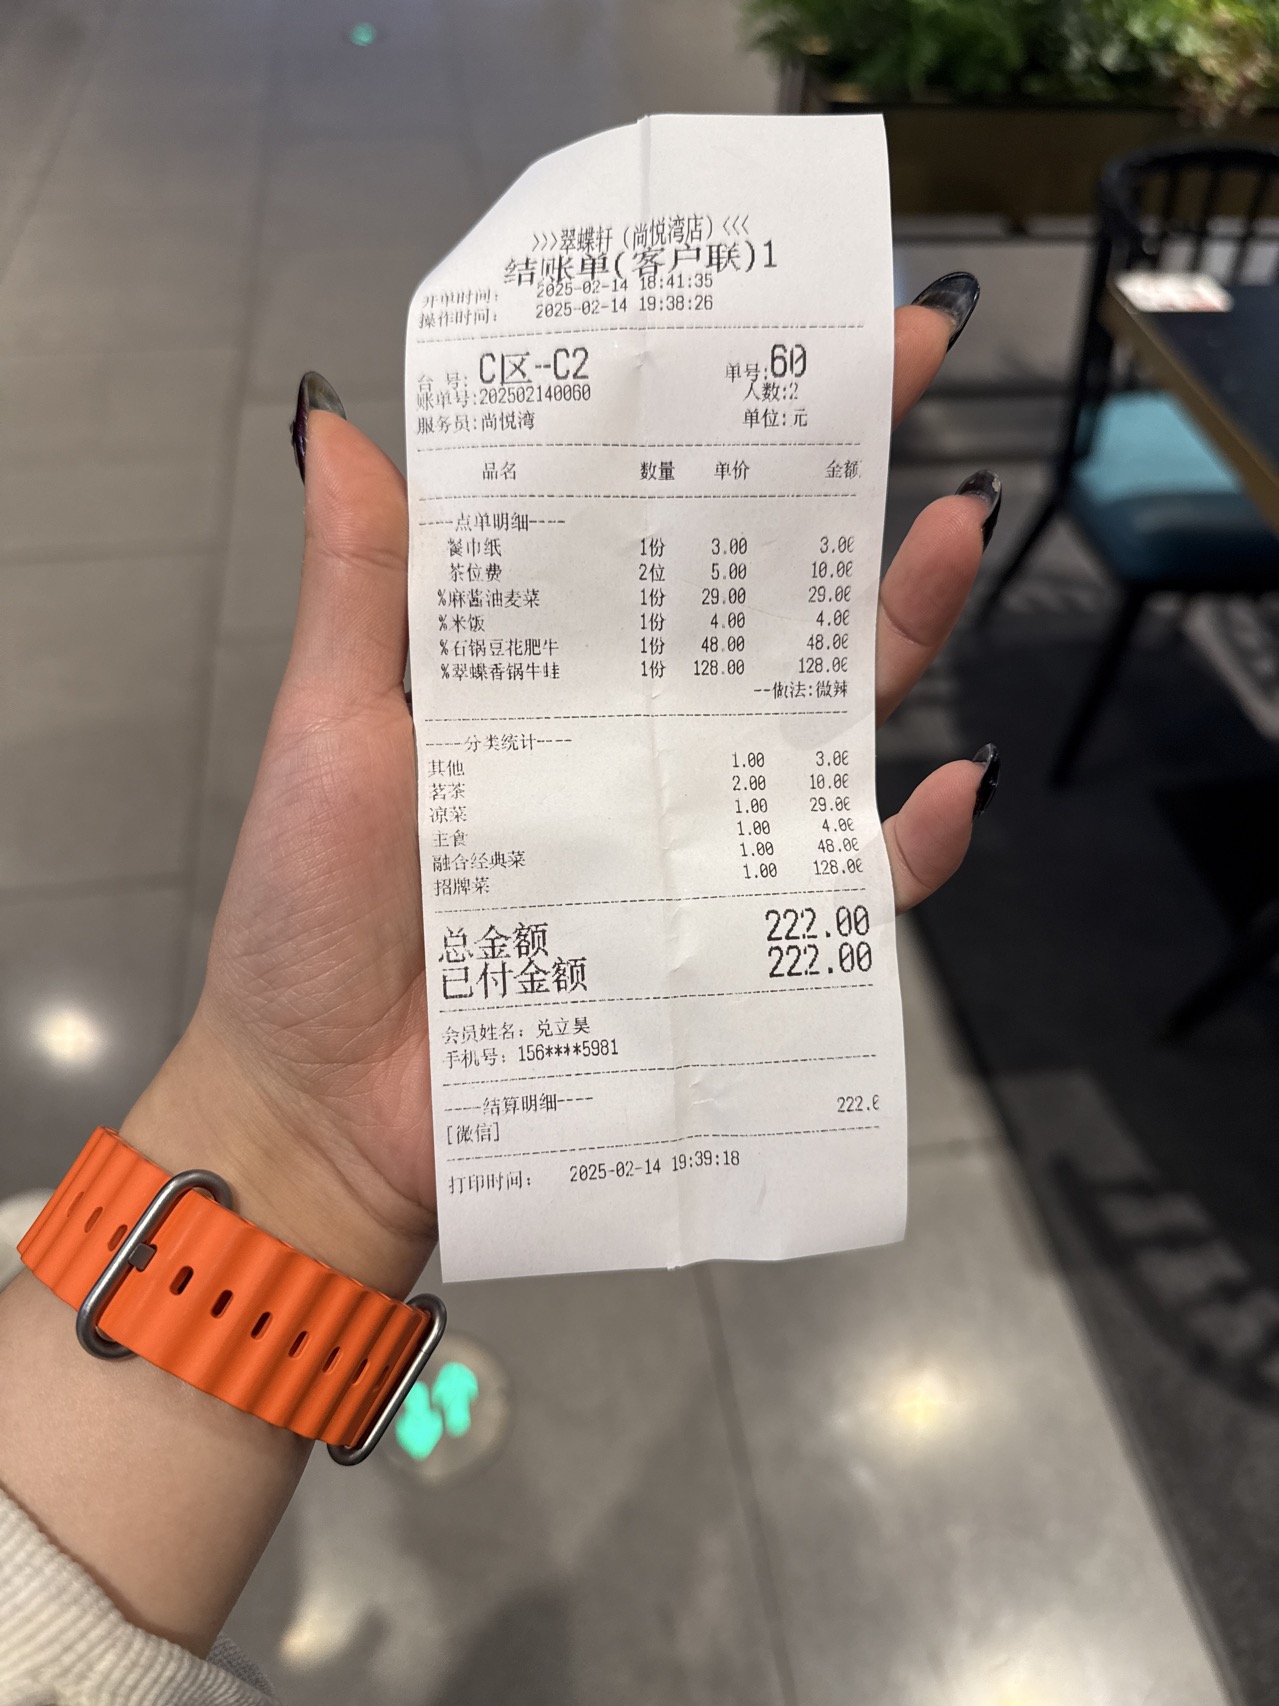 >>>翠蝶轩(尚悦湾店)<<<
结账单(客户联)1
开单时间: 2025-02-14 18:41:35
操作时间: 2025-02-14 19:38:26
台 号: C区--C2 单号:60
账单号:202502140060 人数:2
服务员:尚悦湾 单位:元
品名 数量 单价 金额
----点单明细----
餐巾纸 1份 3.00 3.00
茶位费 2位 5.00 10.00
%麻酱油麦菜 1份 29.00 29.00
%米饭 1份 4.00 4.00
%石锅豆花肥牛 1份 48.00 48.00
%翠蝶香锅牛蛙 1份 128.00 128.00
--做法:微辣
----分类统计----
其他 1.00 3.00
茗茶 2.00 10.00
凉菜 1.00 29.00
主食 1.00 4.00
融合经典菜 1.00 48.00
招牌菜 1.00 128.00
总金额 222.00
已付金额 222.00
会员姓名: 兑立昊
手机号: 156****5981
----结算明细----
[微信] 222.0
打印时间: 2025-02-14 19:39:18